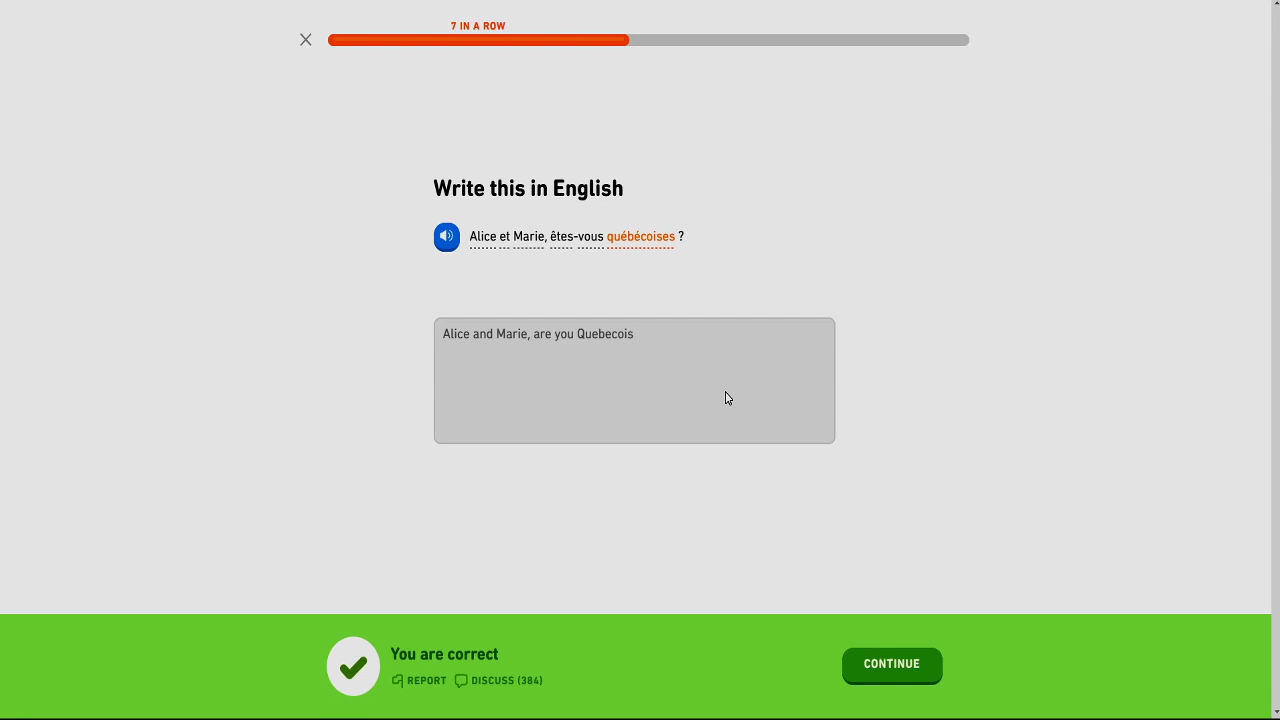 7 IN A ROW
Write this in English
Alice et Marie, êtes-vous québécoises ?
Alice and Marie, are you Quebecois
You are correct
REPORT DISCUSS (384)
CONTINUE